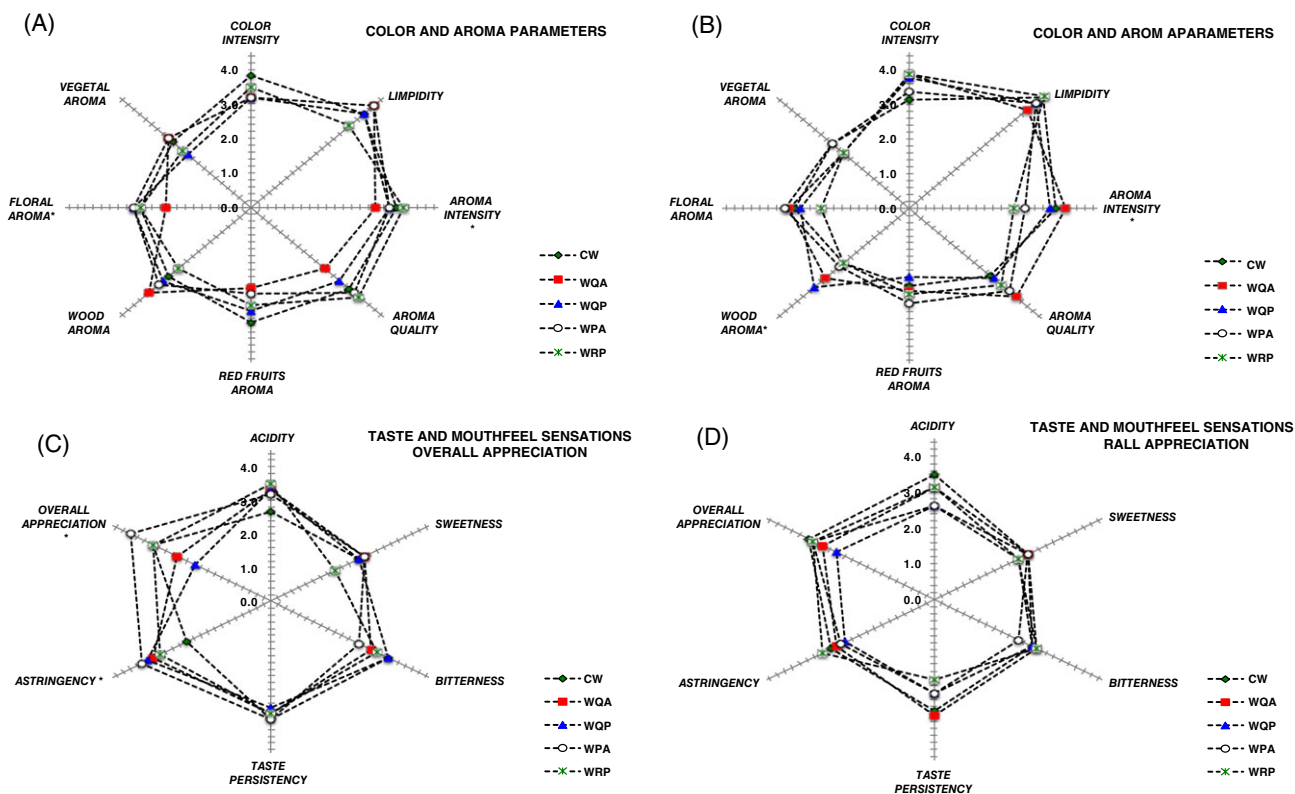 (A)
COLOR AND AROMA PARAMETERS
COLOR
INTENSITY
4.0
3.0
2.0
1.0
0.0
LIMPIDITY
AROMA
INTENSITY
*
AROMA
QUALITY
RED FRUITS
AROMA
WOOD
AROMA
FLORAL
AROMA*
VEGETAL
AROMA
CW
WQA
WQP
WPA
WRP
(B)
COLOR AND AROM APARAMETERS
COLOR
INTENSITY
4.0
3.0
2.0
1.0
0.0
LIMPIDITY
AROMA
INTENSITY
*
AROMA
QUALITY
RED FRUITS
AROMA
WOOD
AROMA*
FLORAL
AROMA
VEGETAL
AROMA
CW
WQA
WQP
WPA
WRP
(C)
TASTE AND MOUTHFEEL SENSATIONS
OVERALL APPRECIATION
ACIDITY
4.0
3.0
2.0
1.0
0.0
SWEETNESS
BITTERNESS
TASTE
PERSISTENCY
ASTRINGENCY *
OVERALL
APPRECIATION
*
CW
WQA
WQP
WPA
WRP
(D)
TASTE AND MOUTHFEEL SENSATIONS
RALL APPRECIATION
ACIDITY
4.0
3.0
2.0
1.0
0.0
SWEETNESS
BITTERNESS
TASTE
PERSISTENCY
ASTRINGENCY
OVERALL
APPRECIATION
CW
WQA
WQP
WPA
WRP